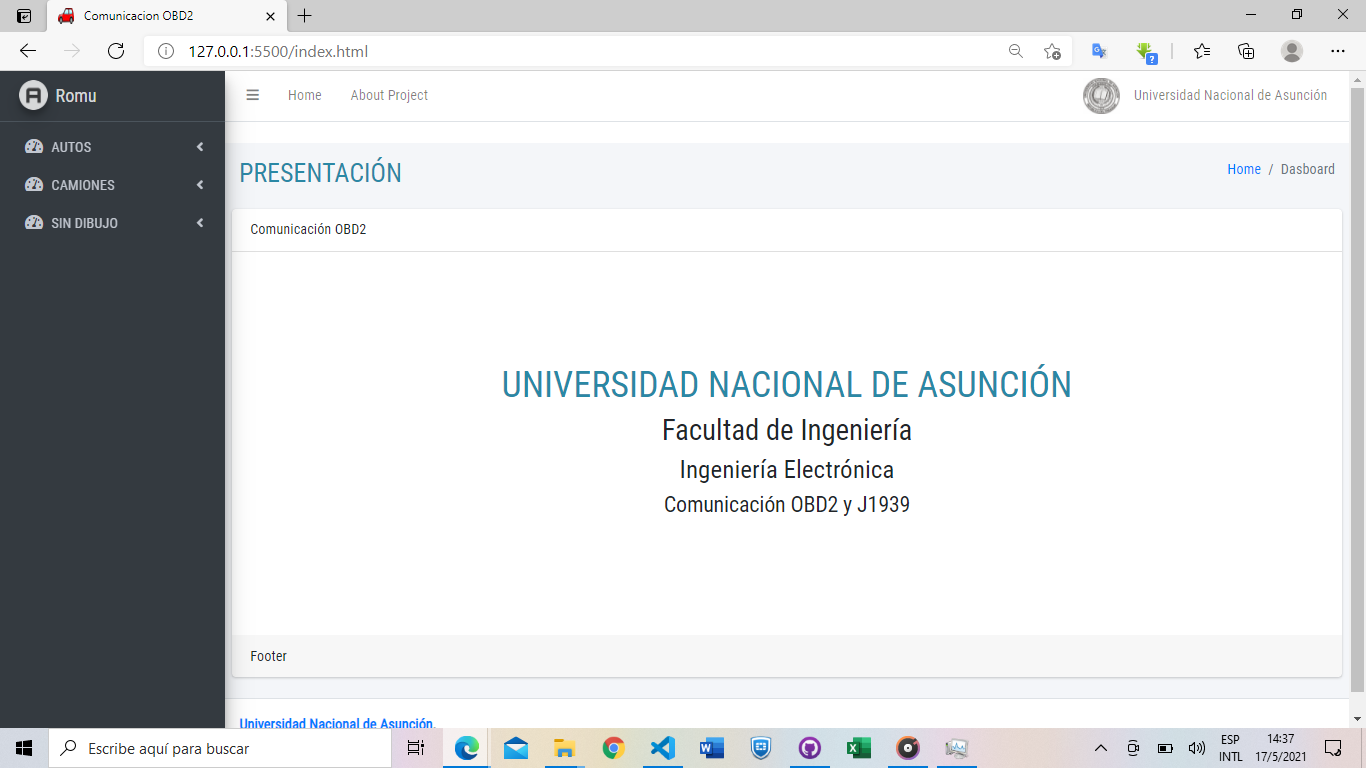 Comunicacion OBD2
127.0.0.1:5500/index.html
Romu
Home
About Project
Universidad Nacional de Asunción
AUTOS
CAMIONES
SIN DIBUJO
PRESENTACIÓN
Home / Dasboard
Comunicación OBD2
UNIVERSIDAD NACIONAL DE ASUNCIÓN
Facultad de Ingeniería
Ingeniería Electrónica
Comunicación OBD2 y J1939
Footer
Universidad Nacional de Asunción.
Escribe aquí para buscar
ESP
INTL
14:37
17/5/2021